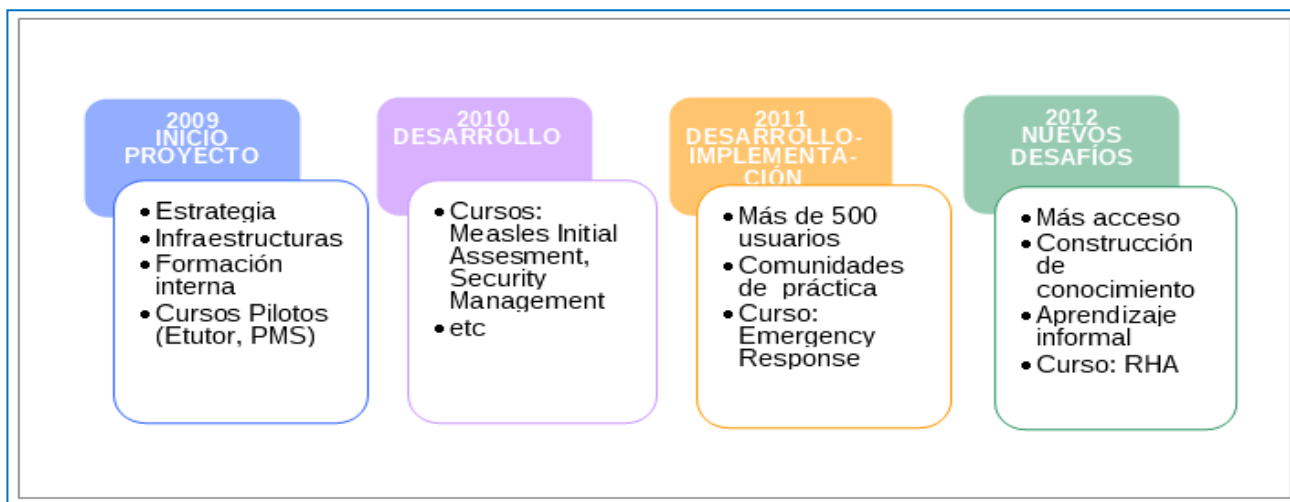 2009
INICIO
PROYECTO
• Estrategia
• Infraestructuras
• Formación
interna
• Cursos Pilotos
(Etutor, PMS)
2010
DESARROLLO
• Cursos:
Measles Initial
Assesment,
Security
Management
• etc
2011
DESARROLLO-
IMPLEMENTA-
CIÓN
• Más de 500
usuarios
• Comunidades
de práctica
• Curso:
Emergency
Response
2012
NUEVOS
DESAFÍOS
• Más acceso
• Construcción
de
conocimiento
• Aprendizaje
informal
• Curso: RHA